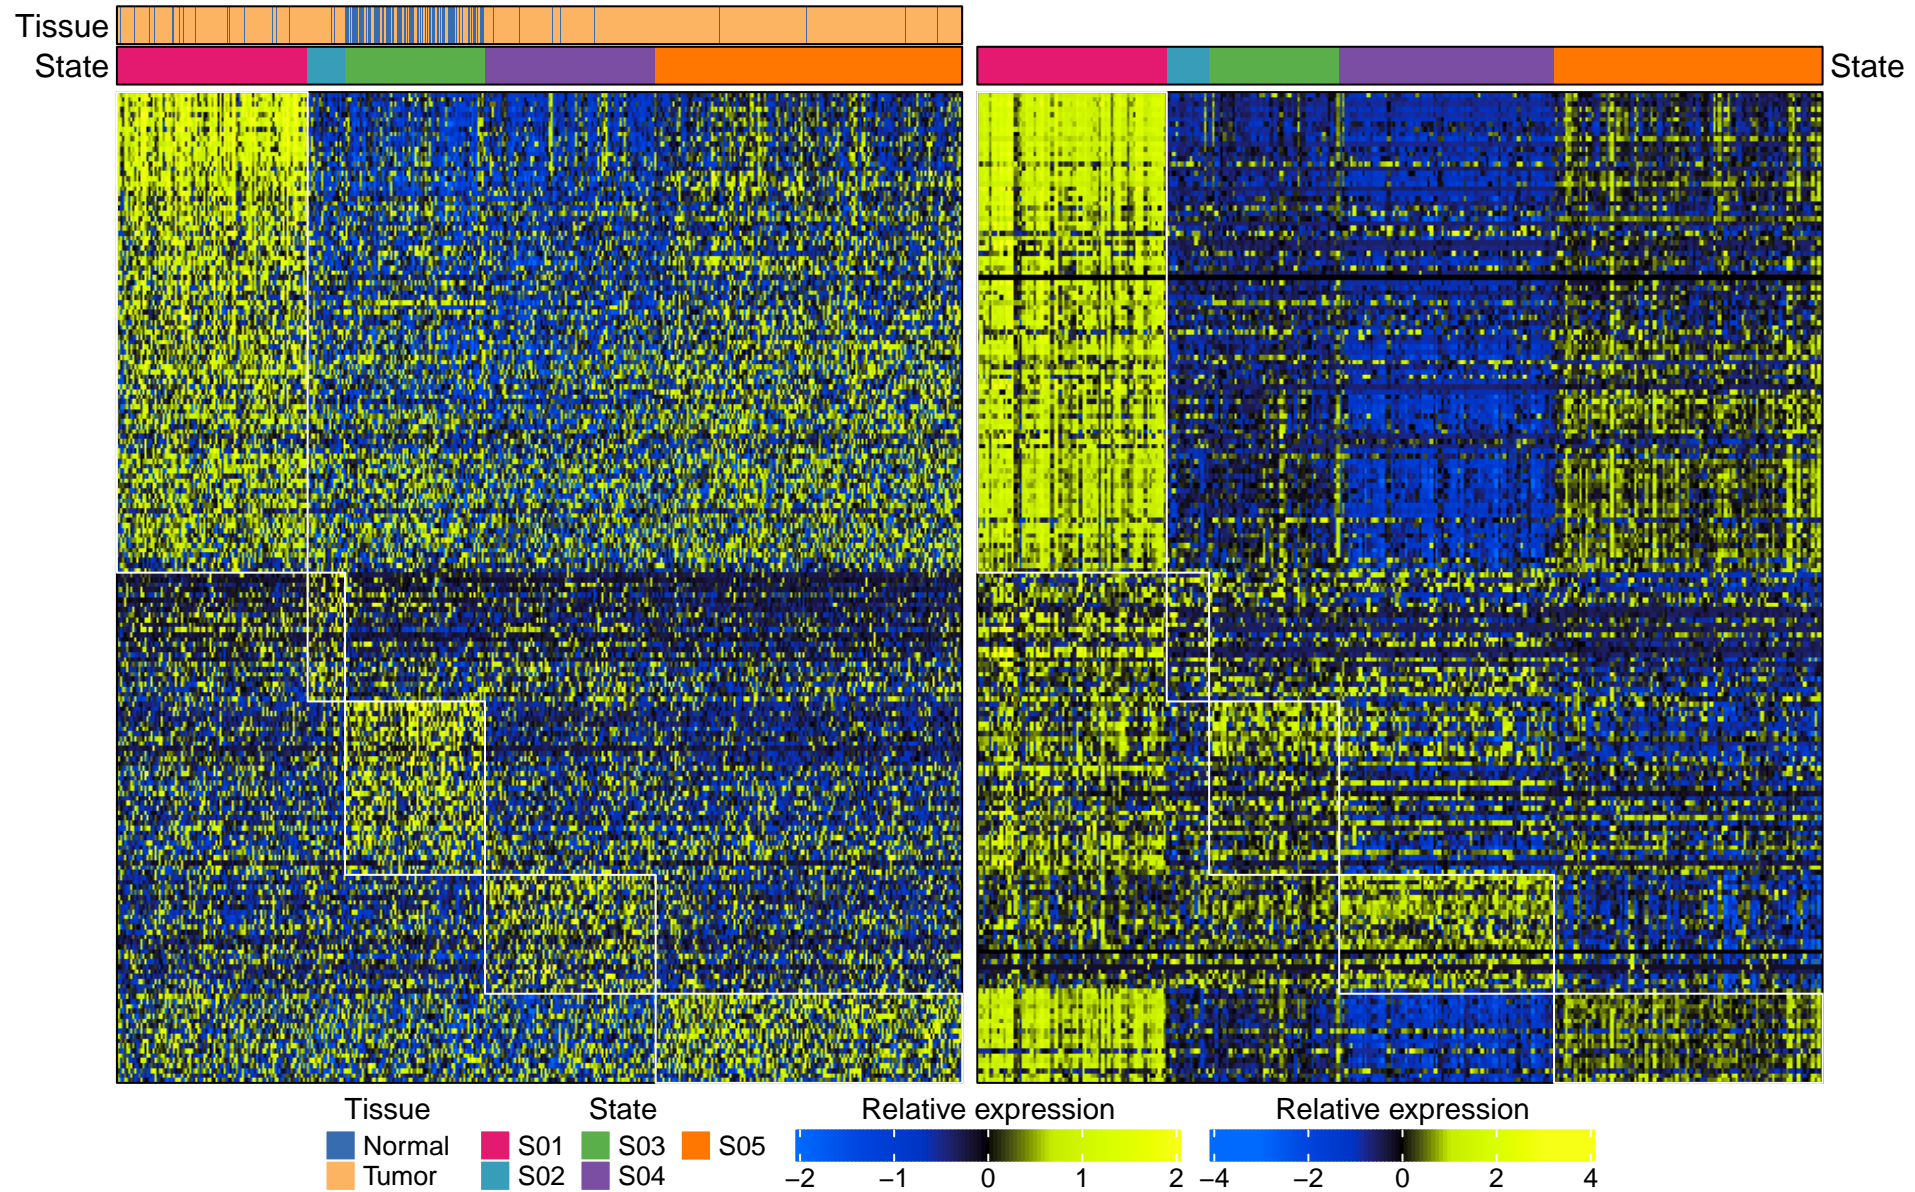 Tissue
State
State
Tissue
Normal
Tumor
State
S01
S03
S05
S02
S04
Relative expression
−2 −1 0 1 2
Relative expression
−4 −2 0 2 4